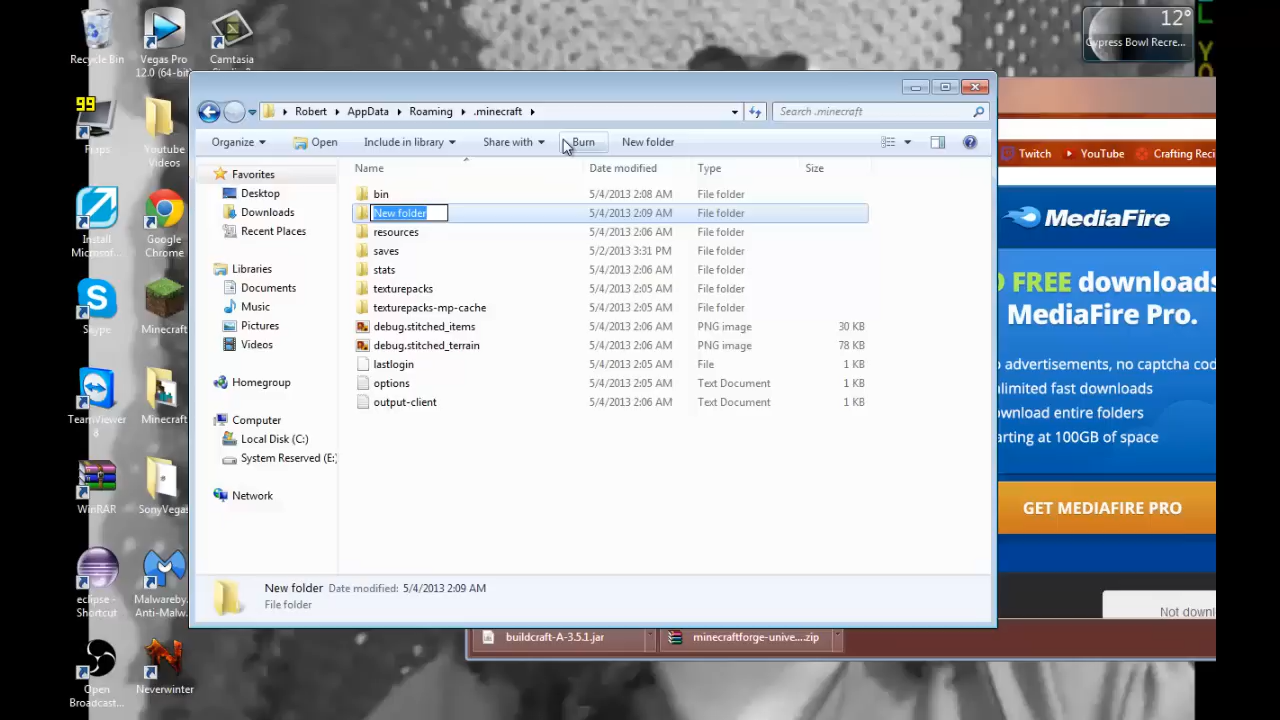 Recycle Bin
Vegas Pro
12.0 (64-bit)
Camtasia
12°
Cypress Bowl Recre...
99
Fraps
Youtube
Videos
Install
Microsof...
Google
Chrome
Skype
Minecraft
TeamViewer
8
Minecraft
WinRAR
SonyVegas
eclipse -
Shortcut
Malwareby...
Anti-Malw...
Open
Broadcast...
Neverwinter
Robert
AppData
Roaming
.minecraft
Search .minecraft
Organize
Open
Include in library
Share with
Burn
New folder
Favorites
Desktop
Downloads
Recent Places
Libraries
Documents
Music
Pictures
Videos
Homegroup
Computer
Local Disk (C:)
System Reserved (E:)
Network
Name Date modified Type Size
bin 5/4/2013 2:08 AM File folder
New folder 5/4/2013 2:09 AM File folder
resources 5/4/2013 2:06 AM File folder
saves 5/2/2013 3:31 PM File folder
stats 5/4/2013 2:06 AM File folder
texturepacks 5/4/2013 2:05 AM File folder
texturepacks-mp-cache 5/4/2013 2:05 AM File folder
debug.stitched_items 5/4/2013 2:06 AM PNG image 30 KB
debug.stitched_terrain 5/4/2013 2:06 AM PNG image 78 KB
lastlogin 5/4/2013 2:05 AM File 1 KB
options 5/4/2013 2:05 AM Text Document 1 KB
output-client 5/4/2013 2:06 AM Text Document 1 KB
New folder Date modified: 5/4/2013 2:09 AM
File folder
Twitch
YouTube
Crafting Reci
MediaFire
FREE downloads
MediaFire Pro.
advertisements, no captcha cod
unlimited fast downloads
download entire folders
starting at 100GB of space
GET MEDIAFIRE PRO
Not downl
buildcraft-A-3.5.1.jar
minecraftforge-unive....zip